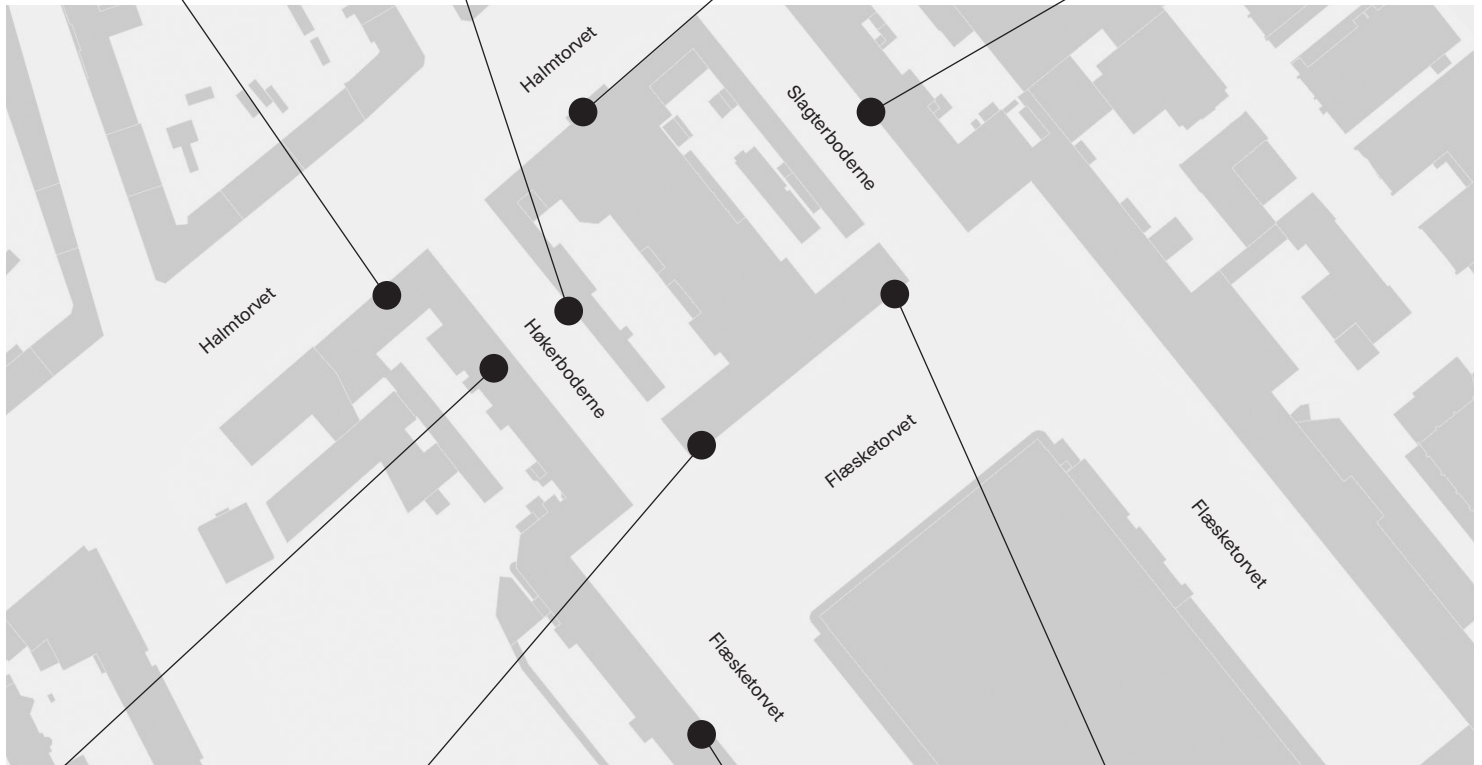 Halmtorvet
Slagterboderne
Halmtorvet
Høkerboderne
Flæsketorvet
Flæsketorvet
Flæsketorvet